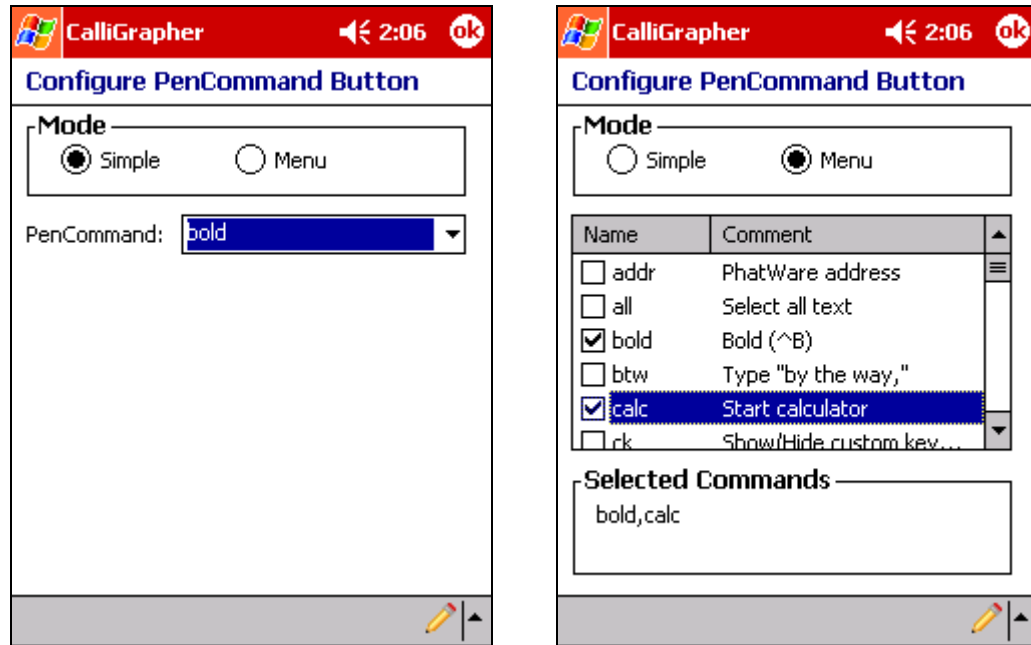 CalliGrapher 2:06 ok
Configure PenCommand Button
Mode
Simple Menu
PenCommand: bold
CalliGrapher 2:06 ok
Configure PenCommand Button
Mode
Simple Menu
Name Comment
addr PhatWare address
all Select all text
bold Bold (^B)
btw Type "by the way,"
calc Start calculator
ck Show/Hide custom key...
Selected Commands
bold,calc